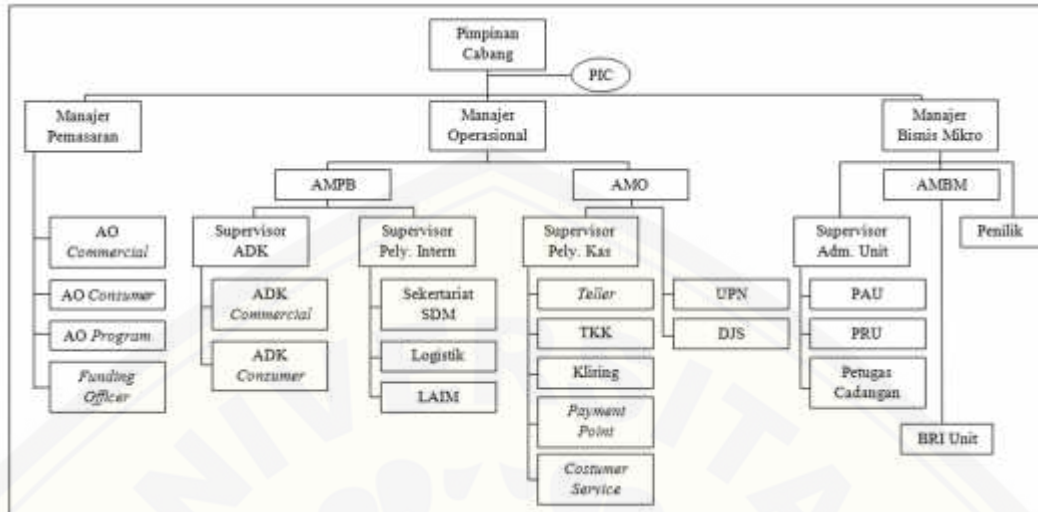 Pimpinan
Cabang
PIC
Manajer
Pemasaran
Manajer
Operasional
Manajer
Bisnis Mikro
AMPB
AMO
AMBM
Supervisor
ADK
Supervisor
Pely. Intern
Supervisor
Pely. Kas
Supervisor
Adm. Unit
Penilik
AO
Commercial
AO Consumer
AO Program
Funding
Officer
ADK
Commercial
ADK
Conzumer
Sekertariat
SDM
Logistik
LAIM
Teller
TKK
Kliring
Payment
Point
Costumer
Service
UPN
DJS
PAU
PRU
Petugas
Cadangan
BRI Unit
UNIVERSITA